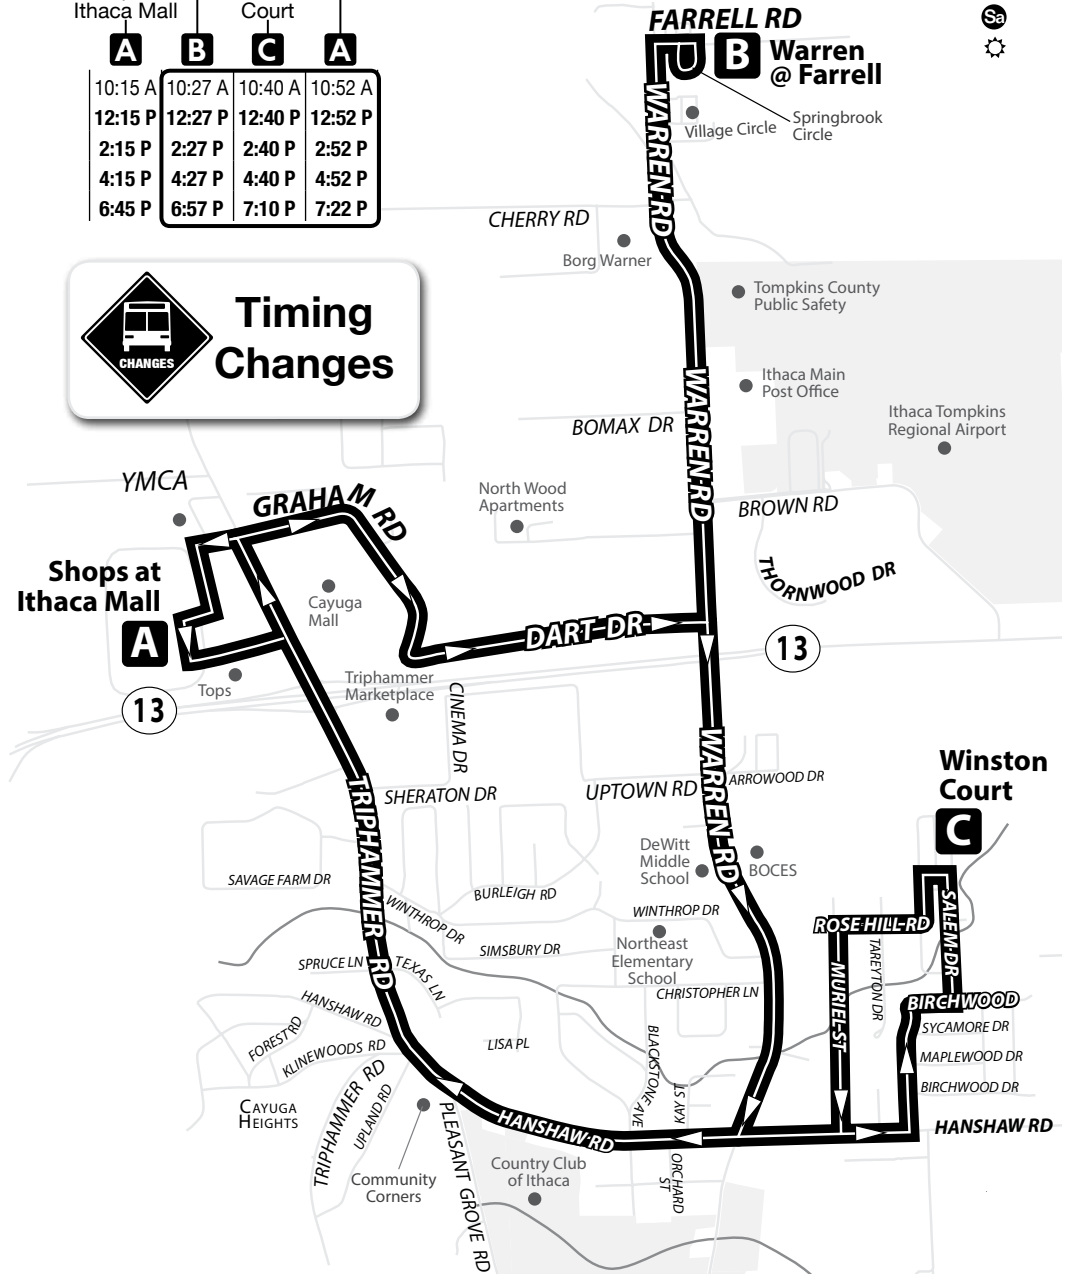 Ithaca Mall
Court
A
B
C
A
10:15 A 10:27 A 10:40 A 10:52 A
12:15 P 12:27 P 12:40 P 12:52 P
2:15 P 2:27 P 2:40 P 2:52 P
4:15 P 4:27 P 4:40 P 4:52 P
6:45 P 6:57 P 7:10 P 7:22 P
Sa
FARRELL RD
B
Warren
@ Farrell
Springbrook
Circle
Village Circle
WARREN RD
CHERRY RD
Borg Warner
Tompkins County
Public Safety
CHANGES
Timing
Changes
Ithaca Main
Post Office
Ithaca Tompkins
Regional Airport
WARREN RD
BOMAX DR
YMCA
GRAHAM RD
North Wood
Apartments
BROWN RD
THORNWOOD DR
Shops at
Ithaca Mall
A
13
Cayuga
Mall
DART DR
13
Tops
Triphammer
Marketplace
CINEMA DR
WARREN RD
ARROWOOD DR
UPTOWN RD
SHERATON DR
TRIPHAMMER RD
Winston
Court
C
DeWitt
Middle
School
BOCES
SAVAGE FARM DR
BURLEIGH RD
WINTHROP DR
WINTHROP DR
SIMSBURY DR
Northeast
Elementary
School
CHRISTOPHER LN
ROSE HILL RD
SALEM DR
TAREYTON DR
MURIEL ST
BIRCHWOOD
SYCAMORE DR
MAPLEWOOD DR
BIRCHWOOD DR
HANSHAW RD
SPRUCE LN
TEXAS LN
HANSHAW RD
FOREST RD
KLINEWOODS RD
LISA PL
BLACKSTONE AVE
KAY ST
TRIPHAMMER RD
UPLAND RD
CAYUGA
HEIGHTS
PLEASANT GROVE RD
HANSHAW RD
Community
Corners
Country Club
of Ithaca
ORCHARD
ST